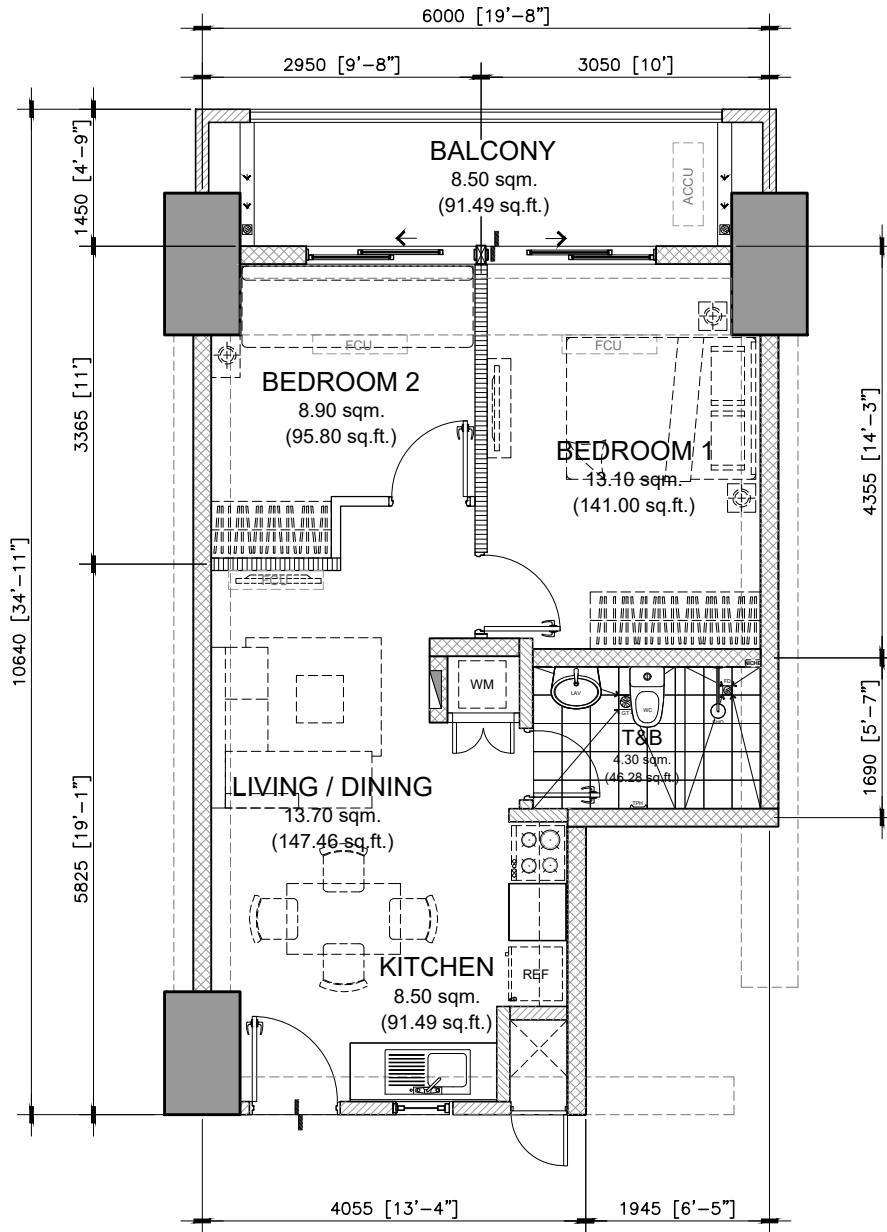 6000 [19'-8"]
2950 [9'-8"]
3050 [10']
1450 [4'-9"]
BALCONY
8.50 sqm.
(91.49 sq.ft.)
ACCU
3365 [11']
FCU
FCU
BEDROOM 2
8.90 sqm.
(95.80 sq.ft.)
BEDROOM 1
13.10 sqm.
(141.00 sq.ft.)
4355 [14'-3"]
10640 [34'-11"]
FCU
WM
LAV
WC
GT
T&B
4.30 sqm.
(46.28 sq.ft.)
TPH
1690 [5'-7"]
5825 [19'-1"]
LIVING / DINING
13.70 sqm.
(147.46 sq.ft.)
KITCHEN
8.50 sqm.
(91.49 sq.ft.)
REF
4055 [13'-4"]
1945 [6'-5"]